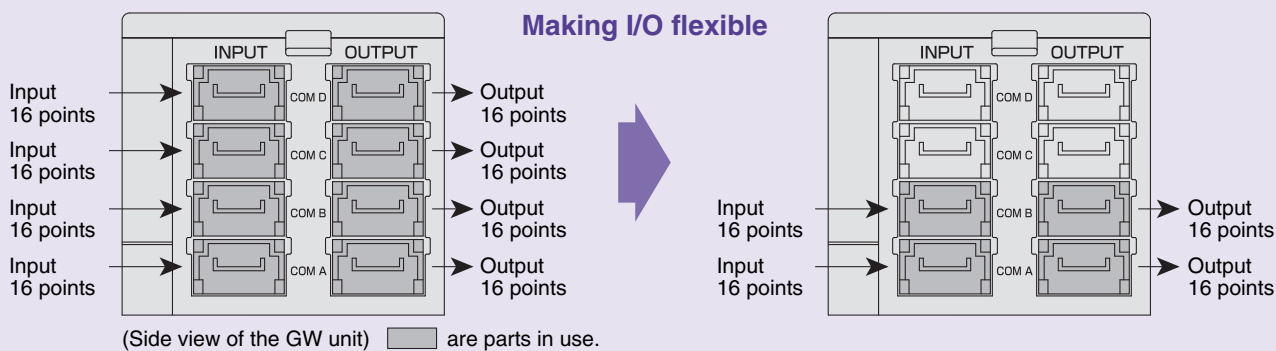 Making I/O flexible
INPUT OUTPUT
Input
16 points
COM D
Output
16 points
Input
16 points
COM C
Output
16 points
Input
16 points
COM B
Output
16 points
Input
16 points
COM A
Output
16 points
(Side view of the GW unit) are parts in use.
INPUT OUTPUT
COM D
COM C
Input
16 points
COM B
Output
16 points
Input
16 points
COM A
Output
16 points